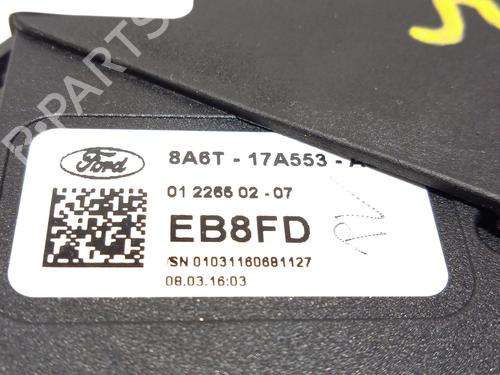 B-PARTS
Ford
8A6T - 17A553 -
01 2265 02 - 07
EB8FD
SN 01031160681127
08.03.16:03